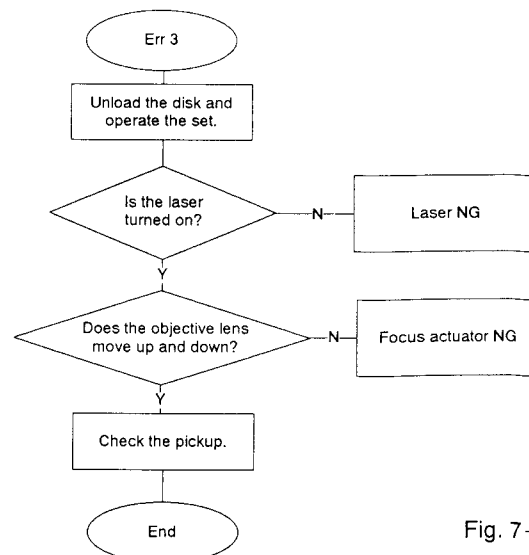 Err 3
Unload the disk and
operate the set.
Is the laser
turned on?
N
Laser NG
Y
Does the objective lens
move up and down?
N
Focus actuator NG
Y
Check the pickup.
End
Fig. 7-